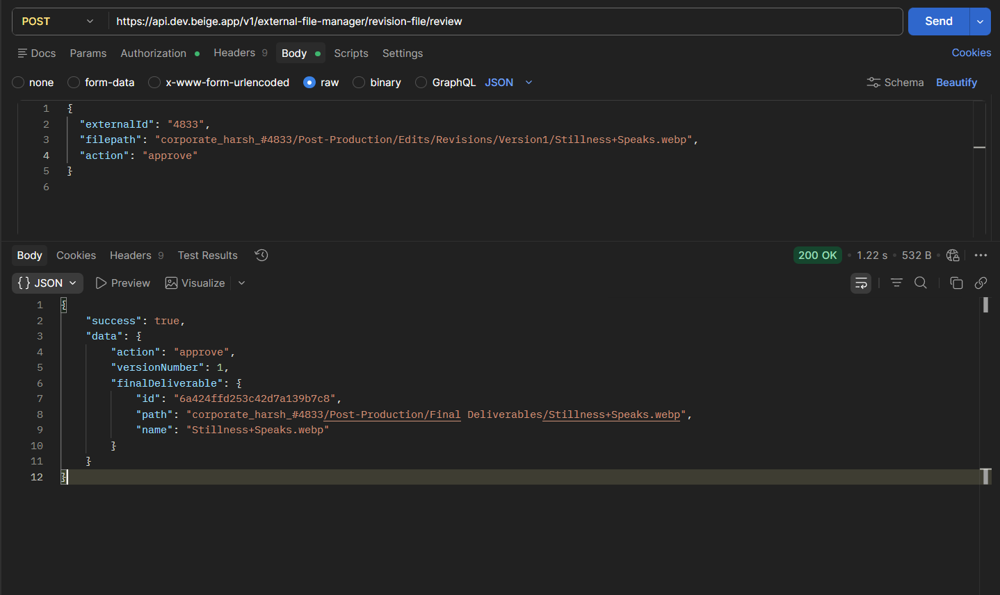 POST https://api.dev.beige.app/v1/external-file-manager/revision-file/review Send
Docs Params Authorization Headers 9 Body Scripts Settings Cookies
none form-data x-www-form-urlencoded raw binary GraphQL JSON Schema Beautify
1 {
2 "externalId": "4833",
3 "filepath": "corporate_harsh_#4833/Post-Production/Edits/Revisions/Version1/Stillness+Speaks.webp",
4 "action": "approve"
5 }
6
Body Cookies Headers 9 Test Results 200 OK • 1.22 s • 532 B •
{} JSON Preview Visualize
1 {
2 "success": true,
3 "data": {
4 "action": "approve",
5 "versionNumber": 1,
6 "finalDeliverable": {
7 "id": "6a424ffd253c42d7a139b7c8",
8 "path": "corporate_harsh_#4833/Post-Production/Final Deliverables/Stillness+Speaks.webp",
9 "name": "Stillness+Speaks.webp"
10 }
11 }
12 }